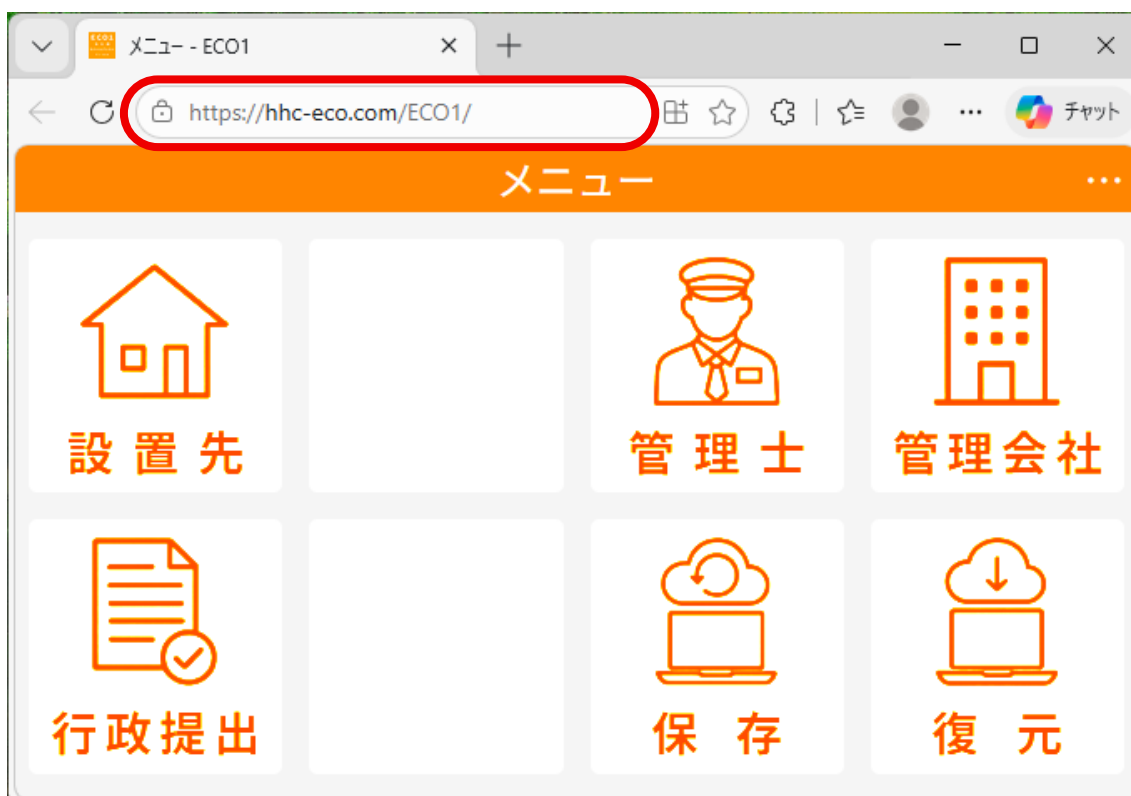 メニュー - ECO1
https://hhc-eco.com/ECO1/
チャット
メニュー
設置先
管理士
管理会社
行政提出
保存
復元